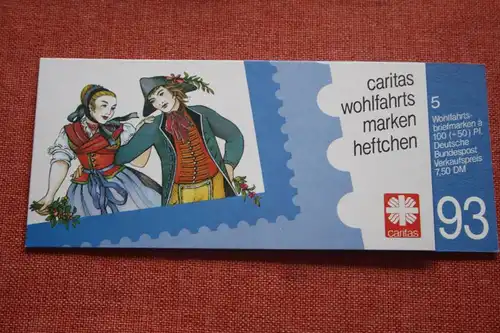 caritas
wohlfahrts
marken
heftchen
caritas
5
Wohlfahrts-
briefmarken à
100 (+50) Pf.
Deutsche
Bundespost
Verkaufspreis
7,50 DM
93